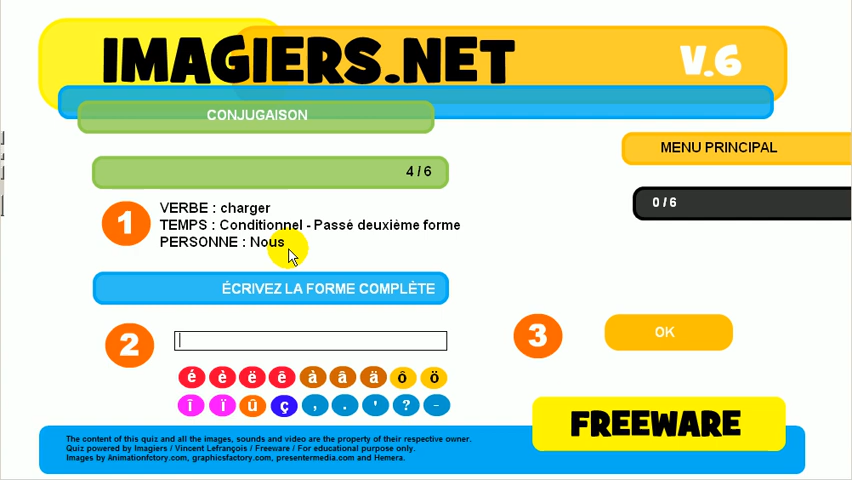 IMAGIERS.NET
V.6
CONJUGAISON
MENU PRINCIPAL
4 / 6
0 / 6
1
VERBE : charger
TEMPS : Conditionnel - Passé deuxième forme
PERSONNE : Nous
ÉCRIVEZ LA FORME COMPLÈTE
2
3
OK
é è ë ê à â ä ô ö
î ï û ç , . ' ? -
FREEWARE
The content of this quiz and all the images, sounds and video are the property of their respective owner.
Quiz powered by Imagiers / Vincent Lefrançois / Freeware / For educational purpose only.
Images by Animationfctory.com, graphicsfactory.com, presentermedia.com and Hemera.